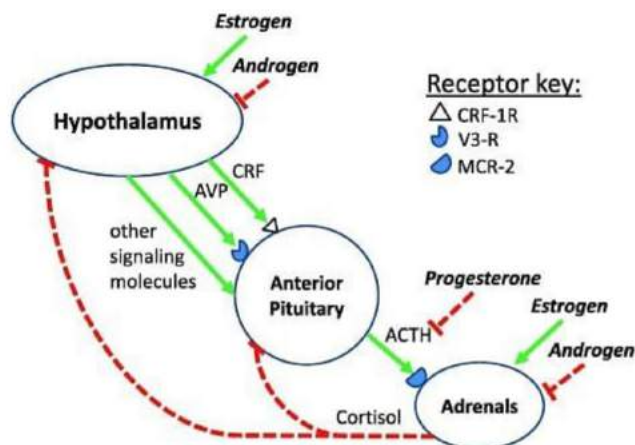 Estrogen
Androgen
Hypothalamus
Receptor key:
CRF-1R
V3-R
MCR-2
CRF
AVP
other
signaling
molecules
Anterior
Pituitary
Progesterone
Estrogen
ACTH
Androgen
Cortisol
Adrenals